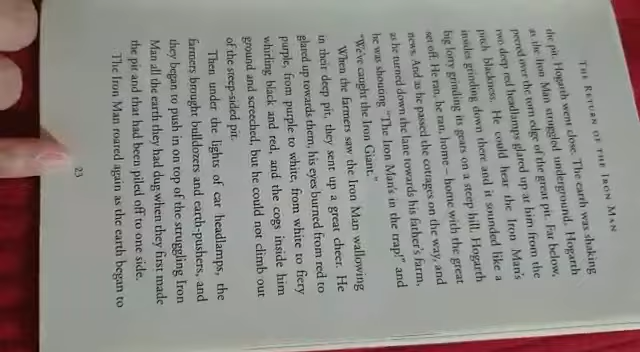 THE RETURN OF THE IRON MAN
the pit. Hogarth went close. The earth was shaking
as the Iron Man struggled underground. Hogarth
peered over the torn edge of the great pit. Far below,
two deep red headlamps glared up at him from the
pitch blackness. He could hear the Iron Man's
insides grinding down there and it sounded like a
big lorry grinding its gears on a steep hill. Hogarth
set off. He ran, he ran, home – home with the great
news. And as he passed the cottages on the way, and
as he turned down the lane towards his father's farm,
he was shouting "The Iron Man's in the trap!" and
"We've caught the Iron Giant."
When the farmers saw the Iron Man wallowing
in their deep pit, they sent up a great cheer. He
glared up towards them, his eyes burned from red to
purple, from purple to white, from white to fiery
whirling black and red, and the cogs inside him
ground and screeched, but he could not climb out
of the steep-sided pit.
Then under the lights of car headlamps, the
farmers brought bulldozers and earth-pushers, and
they began to push in on top of the struggling Iron
Man all the earth they had dug when they first made
the pit and that had been piled off to one side.
The Iron Man roared again as the earth began to
23